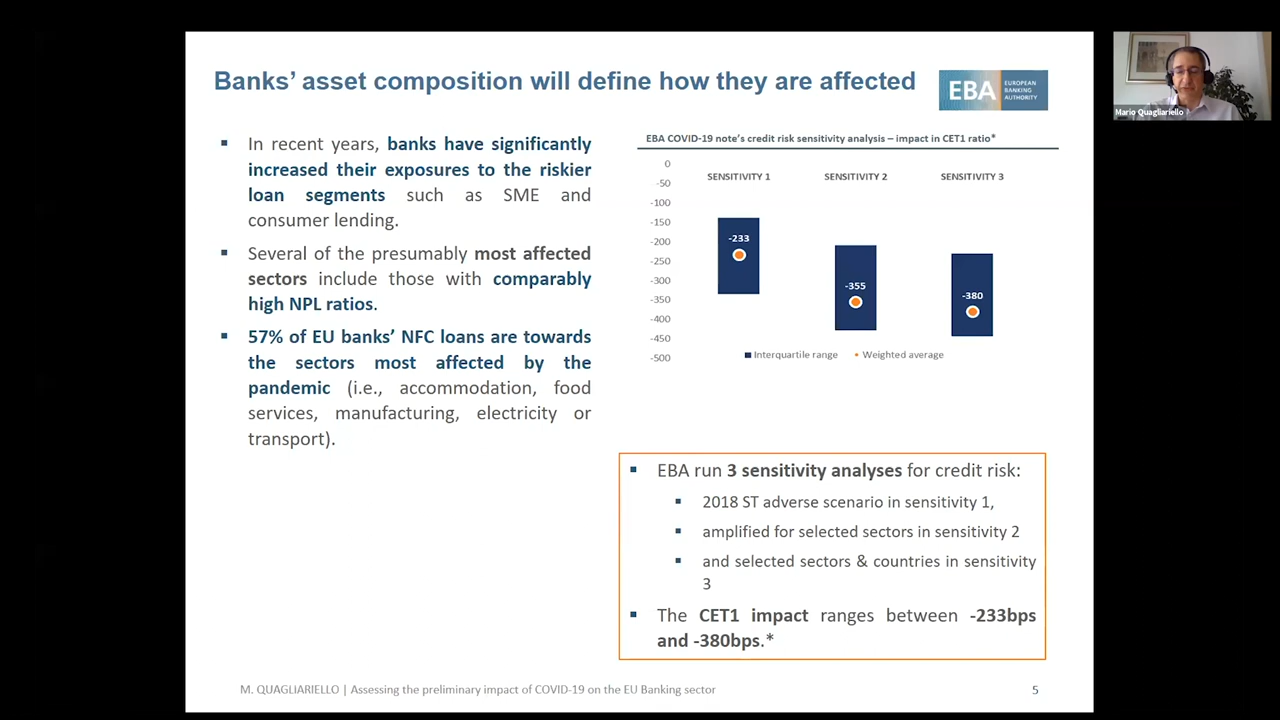 Banks’ asset composition will define how they are affected
EBA
EUROPEAN
BANKING
AUTHORITY
Mario Quagliariello
▪ In recent years, banks have significantly
increased their exposures to the riskier
loan segments such as SME and
consumer lending.
▪ Several of the presumably most affected
sectors include those with comparably
high NPL ratios.
▪ 57% of EU banks’ NFC loans are towards
the sectors most affected by the
pandemic (i.e., accommodation, food
services, manufacturing, electricity or
transport).
EBA COVID-19 note’s credit risk sensitivity analysis – impact in CET1 ratio*
0
-50
-100
-150
-200
-250
-300
-350
-400
-450
-500
SENSITIVITY 1
SENSITIVITY 2
SENSITIVITY 3
-233
-355
-380
Interquartile range
Weighted average
▪ EBA run 3 sensitivity analyses for credit risk:
▪ 2018 ST adverse scenario in sensitivity 1,
▪ amplified for selected sectors in sensitivity 2
▪ and selected sectors & countries in sensitivity
3
▪ The CET1 impact ranges between -233bps
and -380bps.*
M. QUAGLIARIELLO | Assessing the preliminary impact of COVID-19 on the EU Banking sector
5